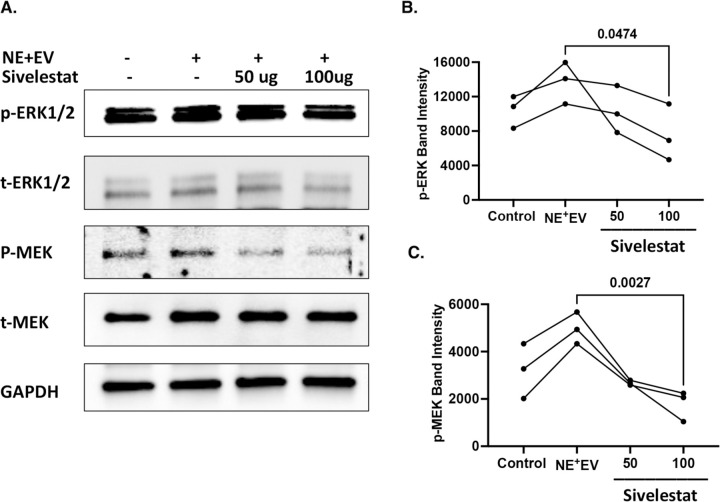 A.
NE+EV - + + +
Sivelestat - - 50 ug 100ug
p-ERK1/2
t-ERK1/2
P-MEK
t-MEK
GAPDH
B.
0.0474
16000
12000
8000
4000
0
p-ERK Band Intensity
Control NE+EV 50 100
Sivelestat
C.
0.0027
6000
4000
2000
0
p-MEK Band Intensity
Control NE+EV 50 100
Sivelestat